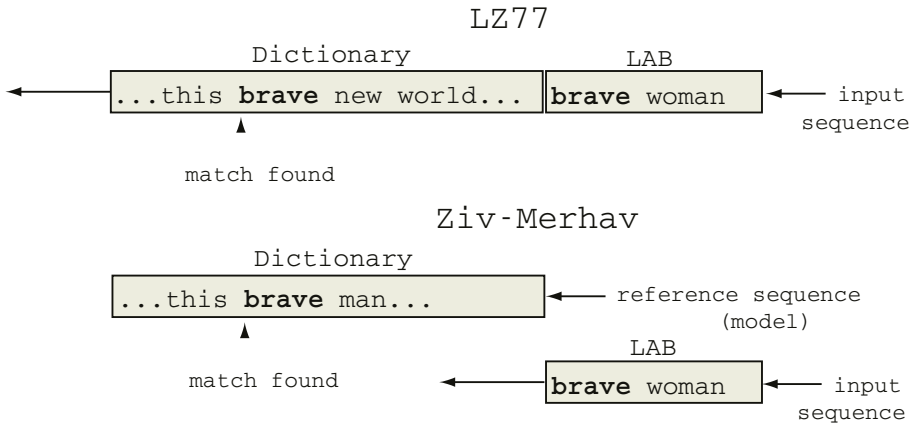 LZ77
Dictionary
LAB
...this brave new world...
brave woman
input
sequence
match found
Ziv-Merhav
Dictionary
...this brave man...
reference sequence
(model)
LAB
match found
brave woman
input
sequence